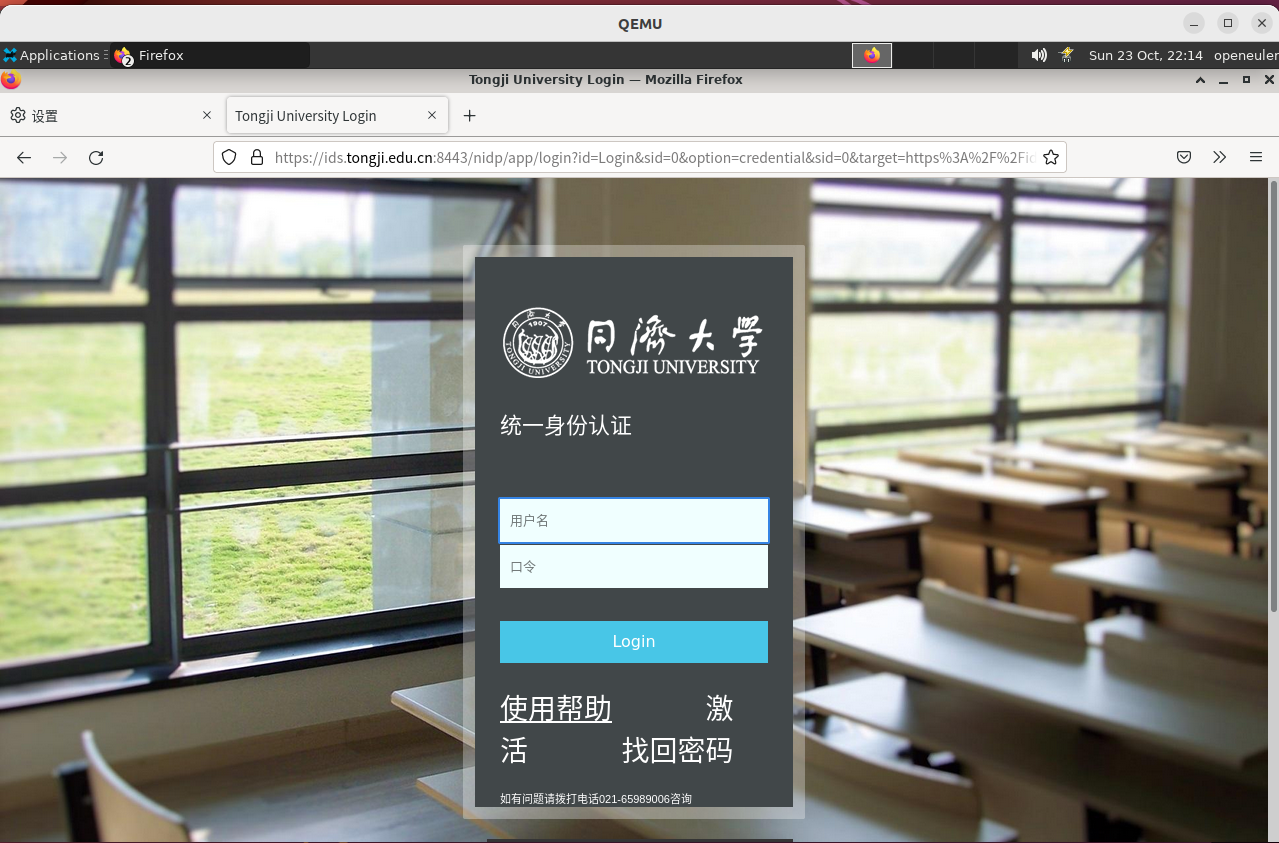 QEMU
Applications
2
Firefox
Sun 23 Oct, 22:14
openeuler
Tongji University Login — Mozilla Firefox
设置
Tongji University Login
https://ids.tongji.edu.cn:8443/nidp/app/login?id=Login&sid=0&option=credential&sid=0&target=https%3A%2F%2Fid
1907
同濟大學
TONGJI UNIVERSITY
TONGJI UNIVERSITY
统一身份认证
用户名
口令
Login
使用帮助 激
活 找回密码
如有问题请拨打电话021-65989006咨询